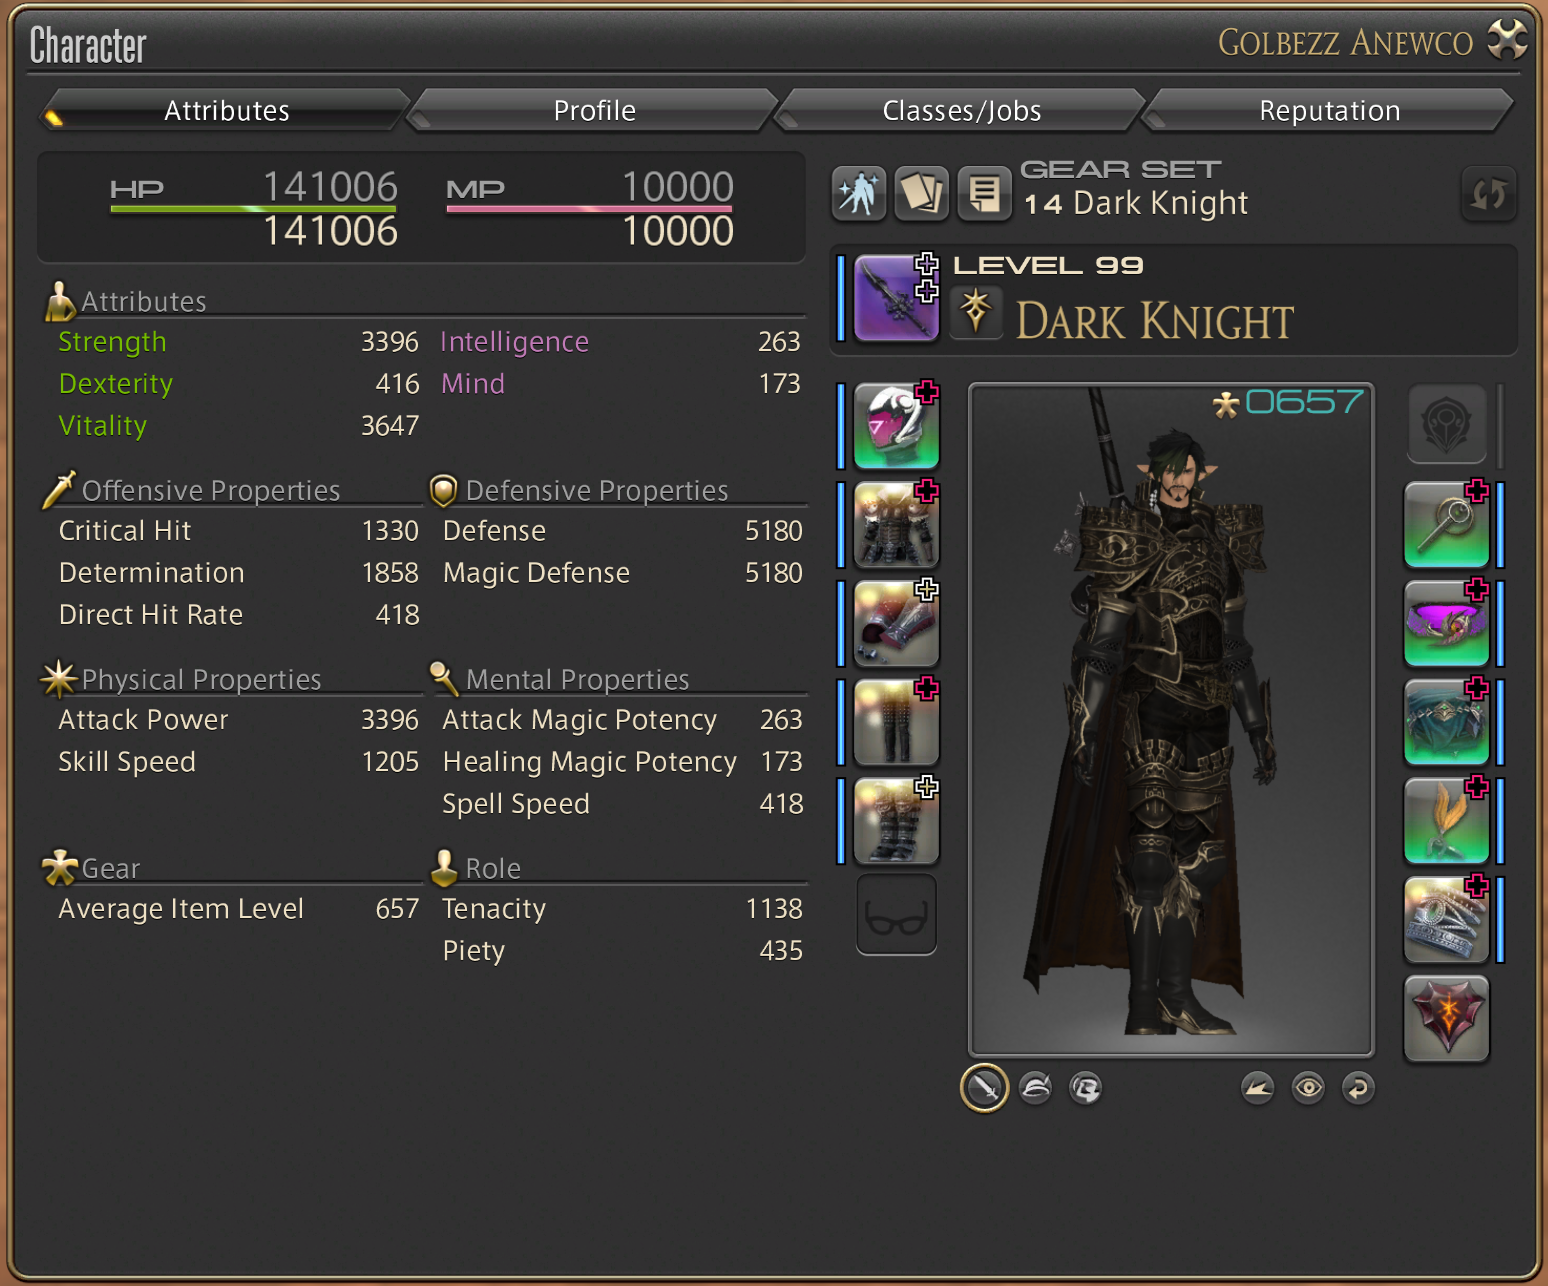 Character
GOLBEZZ ANEWCO
Attributes
Profile
Classes/Jobs
Reputation
HP 141006
141006
MP 10000
10000
GEAR SET
14 Dark Knight
LEVEL 99
DARK KNIGHT
0657
Attributes
Strength 3396
Intelligence 263
Dexterity 416
Mind 173
Vitality 3647
Offensive Properties
Critical Hit 1330
Determination 1858
Direct Hit Rate 418
Defensive Properties
Defense 5180
Magic Defense 5180
Physical Properties
Attack Power 3396
Skill Speed 1205
Mental Properties
Attack Magic Potency 263
Healing Magic Potency 173
Spell Speed 418
Gear
Average Item Level 657
Role
Tenacity 1138
Piety 435